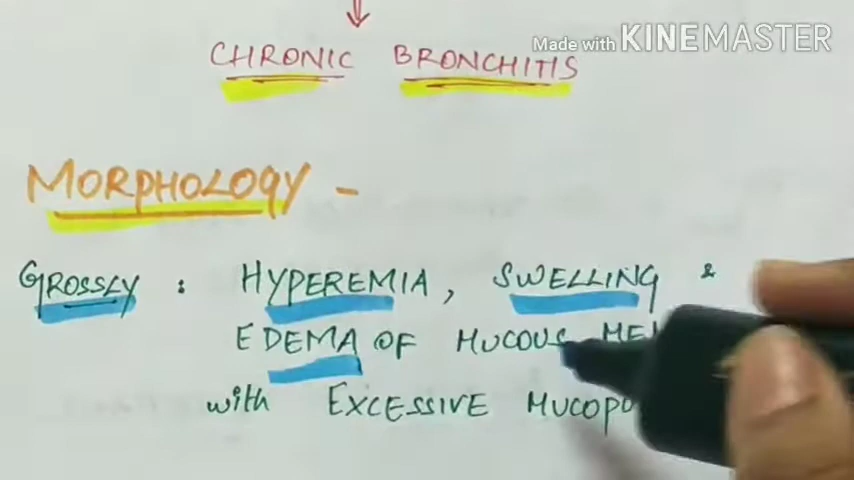 Made with KINEMASTER
CHRONIC BRONCHITIS
MORPHOLOGY -
GROSSLY : HYPEREMIA, SWELLING &
EDEMA OF MUCOUS
with EXCESSIVE